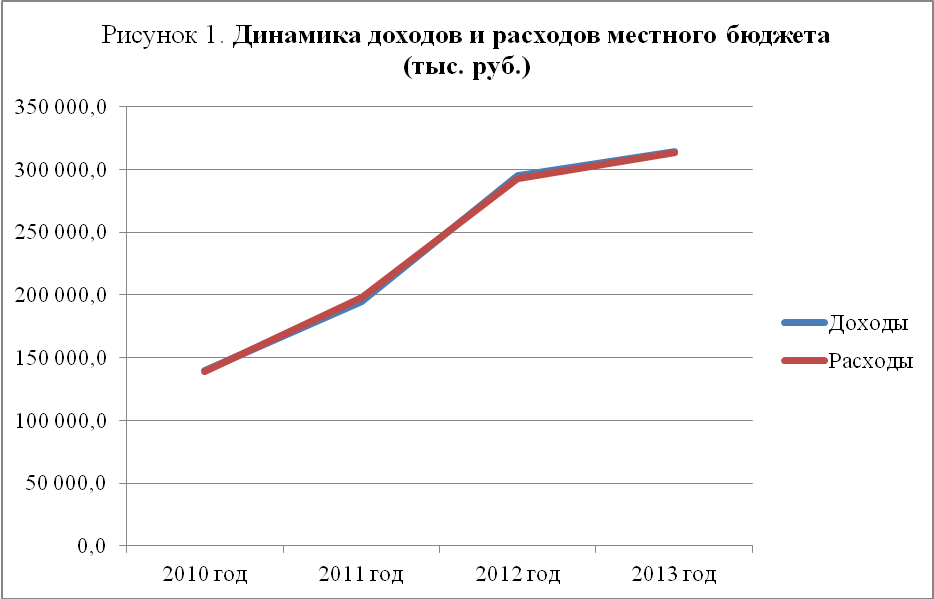 Рисунок 1. Динамика доходов и расходов местного бюджета
(тыс. руб.)
350 000,0
300 000,0
250 000,0
200 000,0
150 000,0
100 000,0
50 000,0
0,0
2010 год 2011 год 2012 год 2013 год
Доходы
Расходы